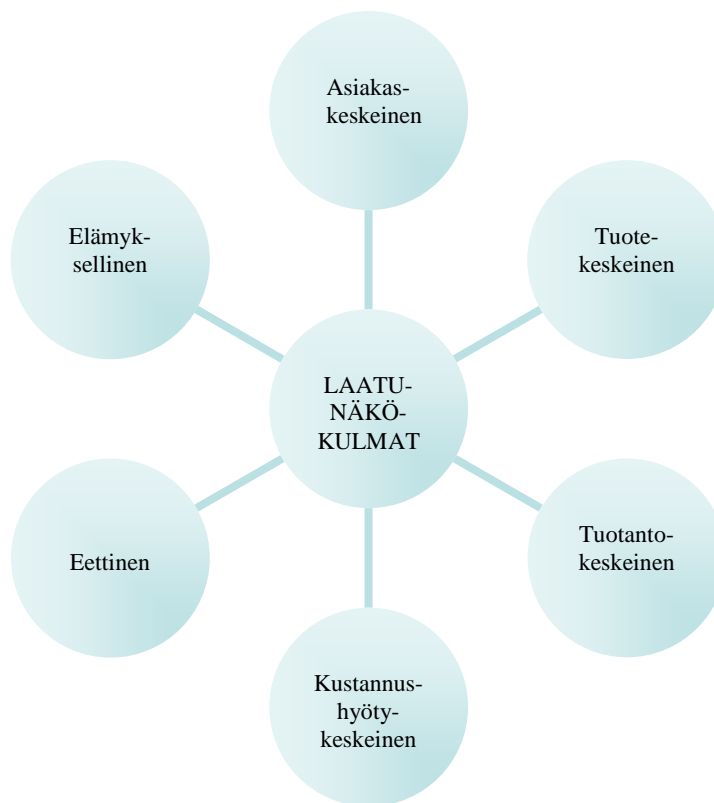 Asiakas-
keskeinen
Elämyk-
sellinen
Tuote-
keskeinen
LAATU-
NÄKÖ-
KULMAT
Eettinen
Tuotanto-
keskeinen
Kustannus-
hyöty-
keskeinen